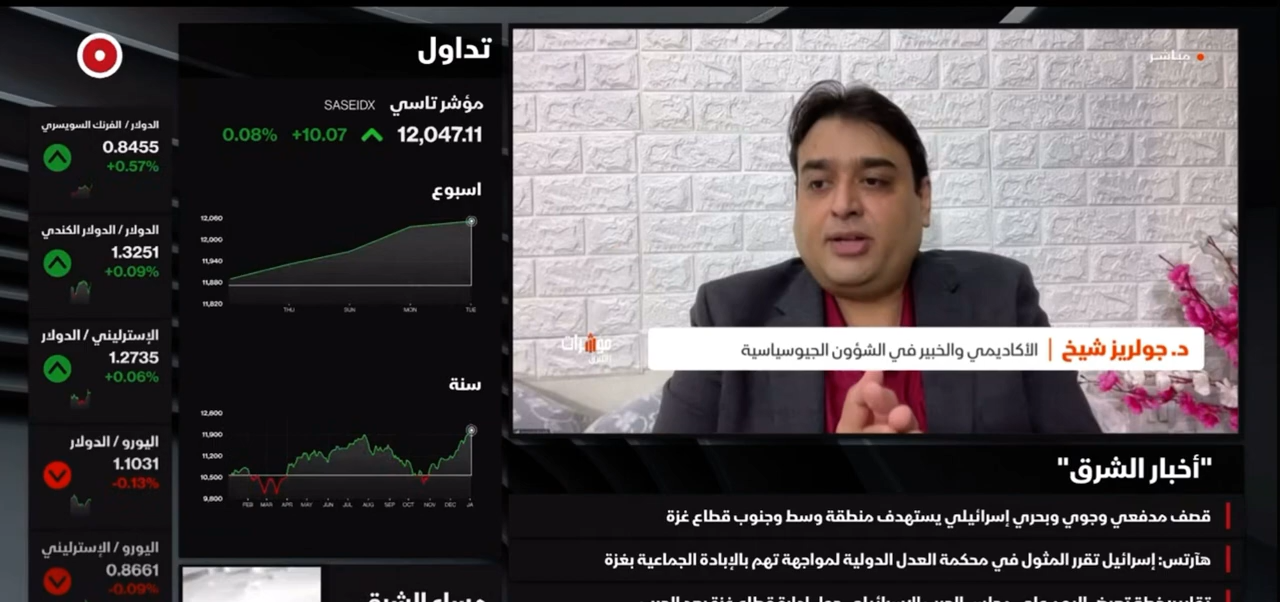 مباشر
د. جولريز شيخ | الأكاديمي والخبير في الشؤون الجيوسياسية
مؤشرات
الشرق
"أخبار الشرق"
قصف مدفعي وجوي وبحري إسرائيلي يستهدف منطقة وسط وجنوب قطاع غزة
هآرتس: إسرائيل تقرر المثول في محكمة العدل الدولية لمواجهة تهم بالإبادة الجماعية بغزة
تداول
مؤشر تاسي SASEIDX
12,047.11 +10.07 0.08%
اسبوع
12,060
12,000
11,940
11,880
11,820
THU SUN MON TUE
سنة
12,600
11,900
11,200
10,500
9,800
FEB MAR APR MAY JUN JUL AUG SEP OCT NOV DEC JA
مساء الشرق
الدولار / الفرنك السويسري
0.8455
+0.57%
الدولار / الدولار الكندي
1.3251
+0.09%
الإسترليني / الدولار
1.2735
+0.06%
اليورو / الدولار
1.1031
-0.13%
اليورو / الإسترليني
0.8661
-0.09%